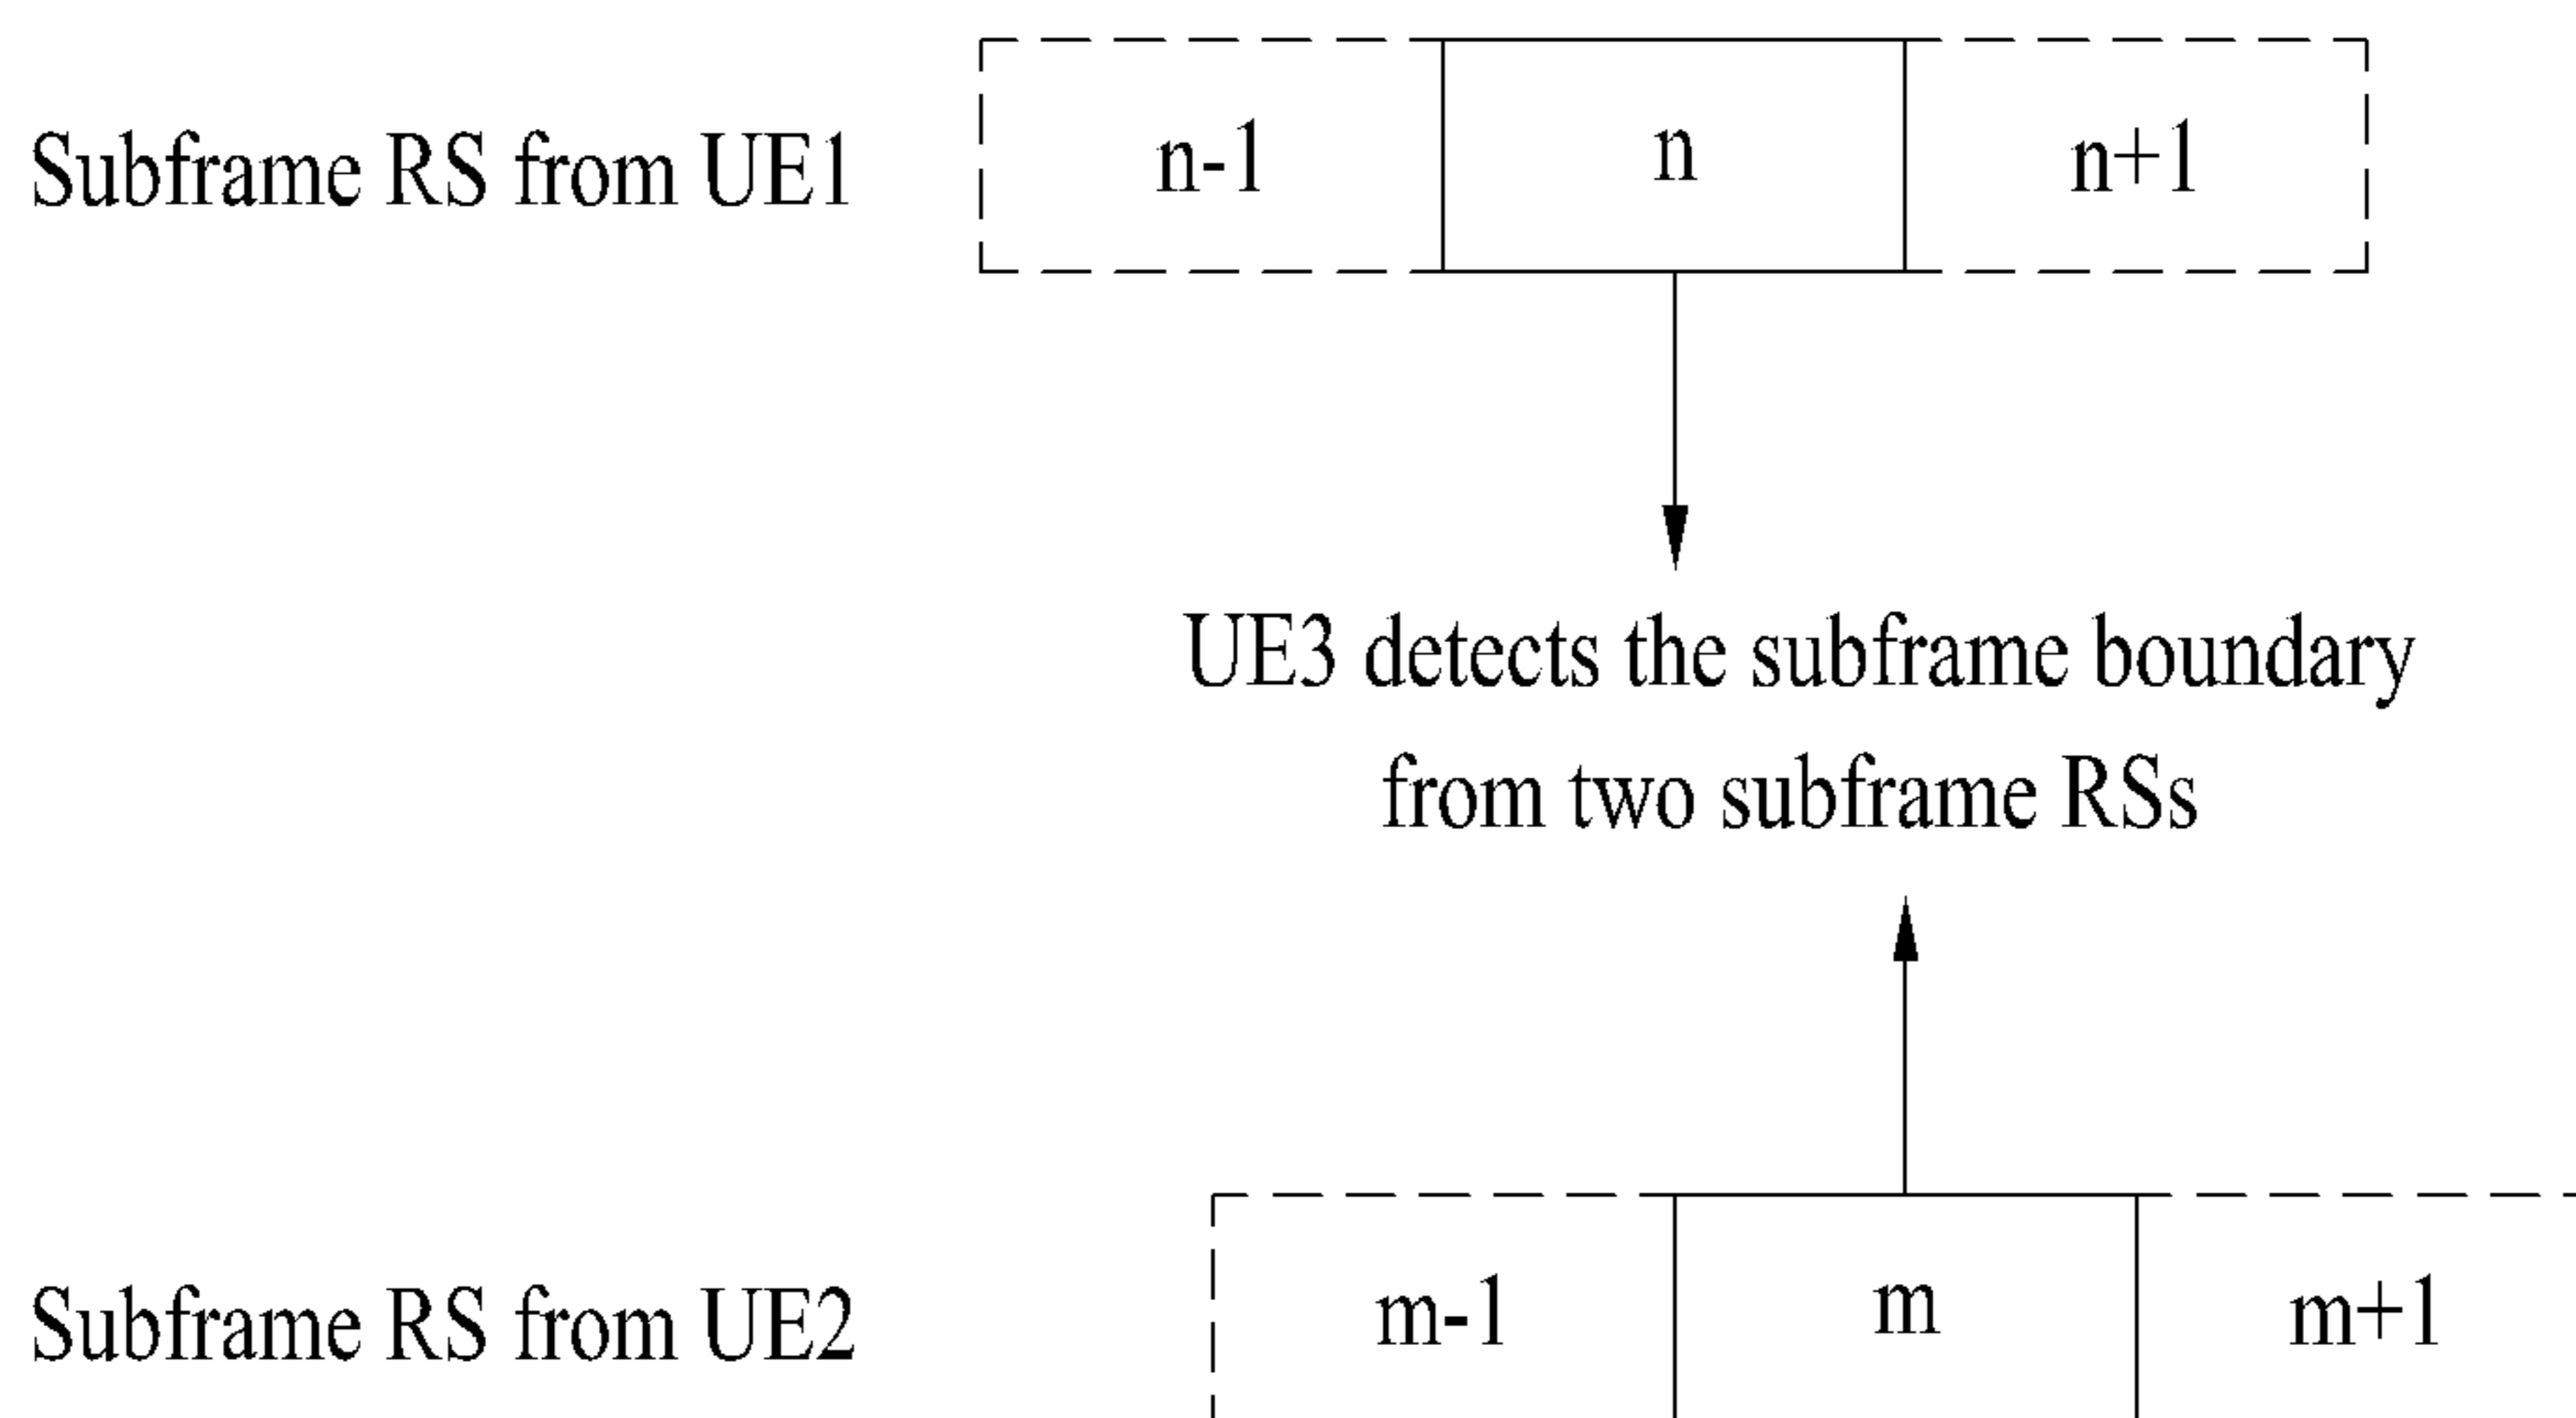 Subframe RS from UE1
n-1
n
n+1
UE3 detects the subframe boundary
from two subframe RSs
Subframe RS from UE2
m-1
m
m+1